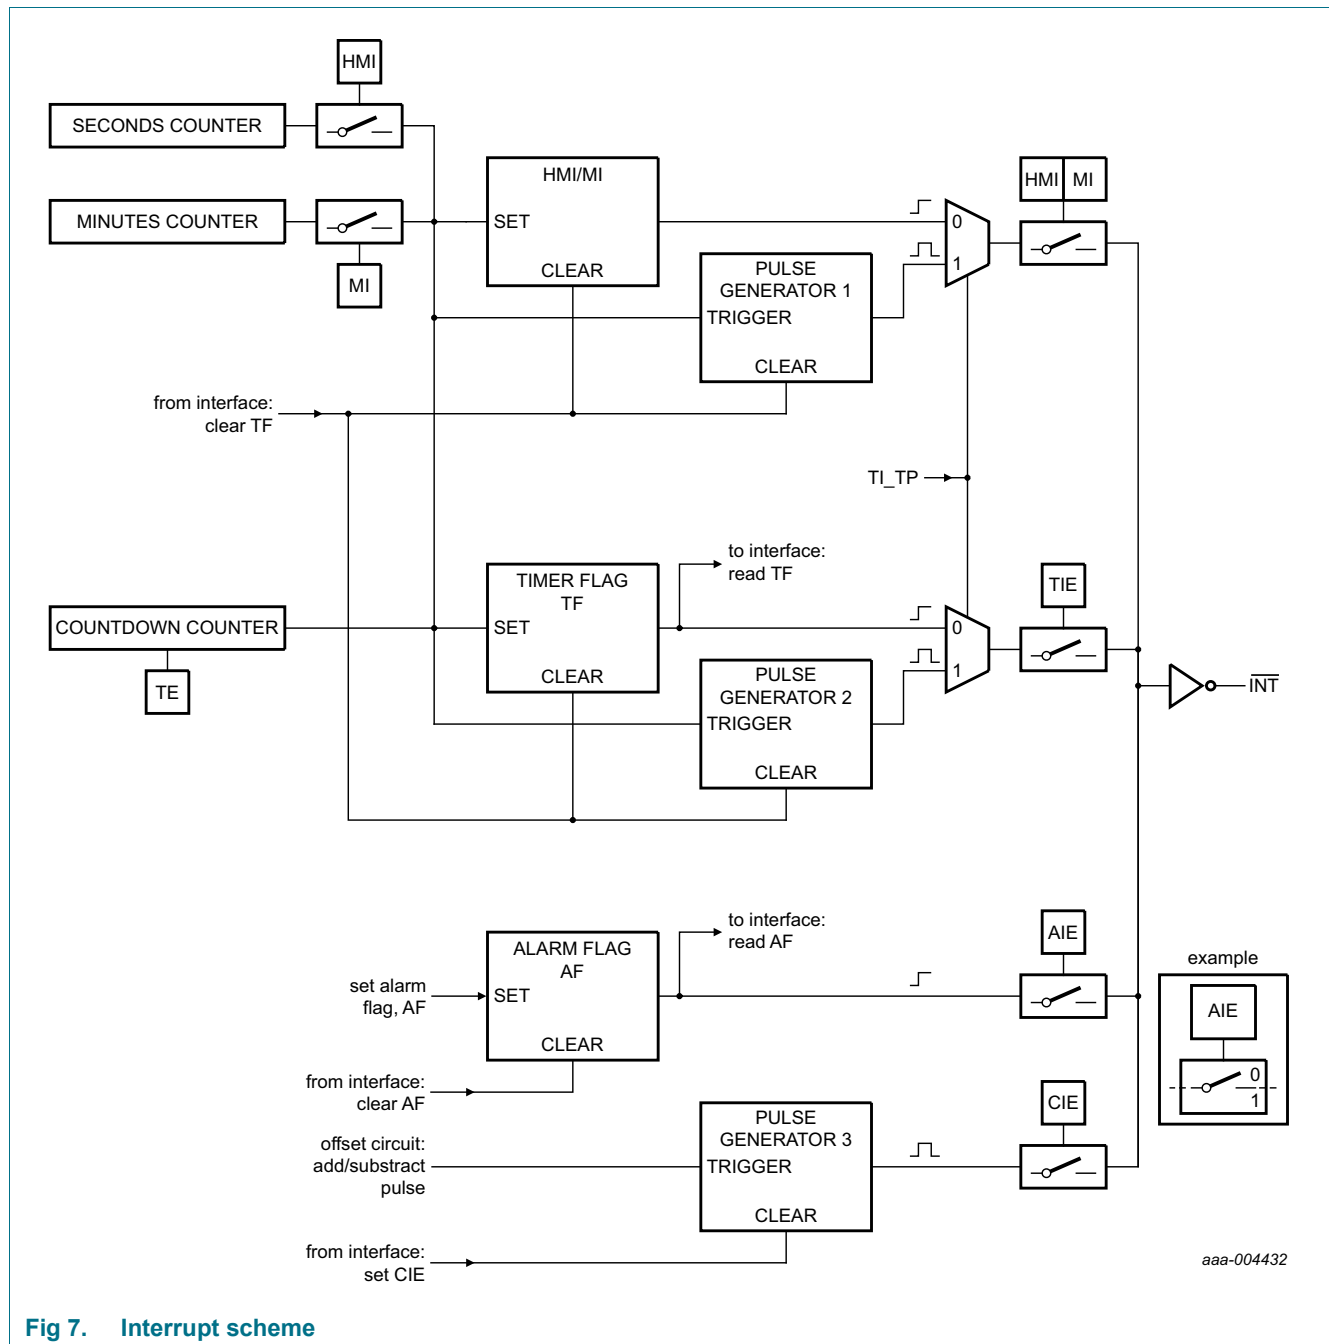 HMI
SECONDS COUNTER
HMI/MI
HMI MI
MINUTES COUNTER
SET
0
CLEAR
PULSE
GENERATOR 1
1
MI
TRIGGER
CLEAR
from interface:
clear TF
TI_TP
to interface:
read TF
TIMER FLAG
TF
TIE
COUNTDOWN COUNTER
SET
0
CLEAR
PULSE
GENERATOR 2
1
TE
INT
TRIGGER
CLEAR
to interface:
read AF
ALARM FLAG
AF
AIE
example
set alarm
flag, AF
SET
AIE
CLEAR
0
1
from interface:
clear AF
CIE
PULSE
GENERATOR 3
offset circuit:
add/substract
pulse
TRIGGER
CLEAR
from interface:
set CIE
aaa-004432
Fig 7. Interrupt scheme